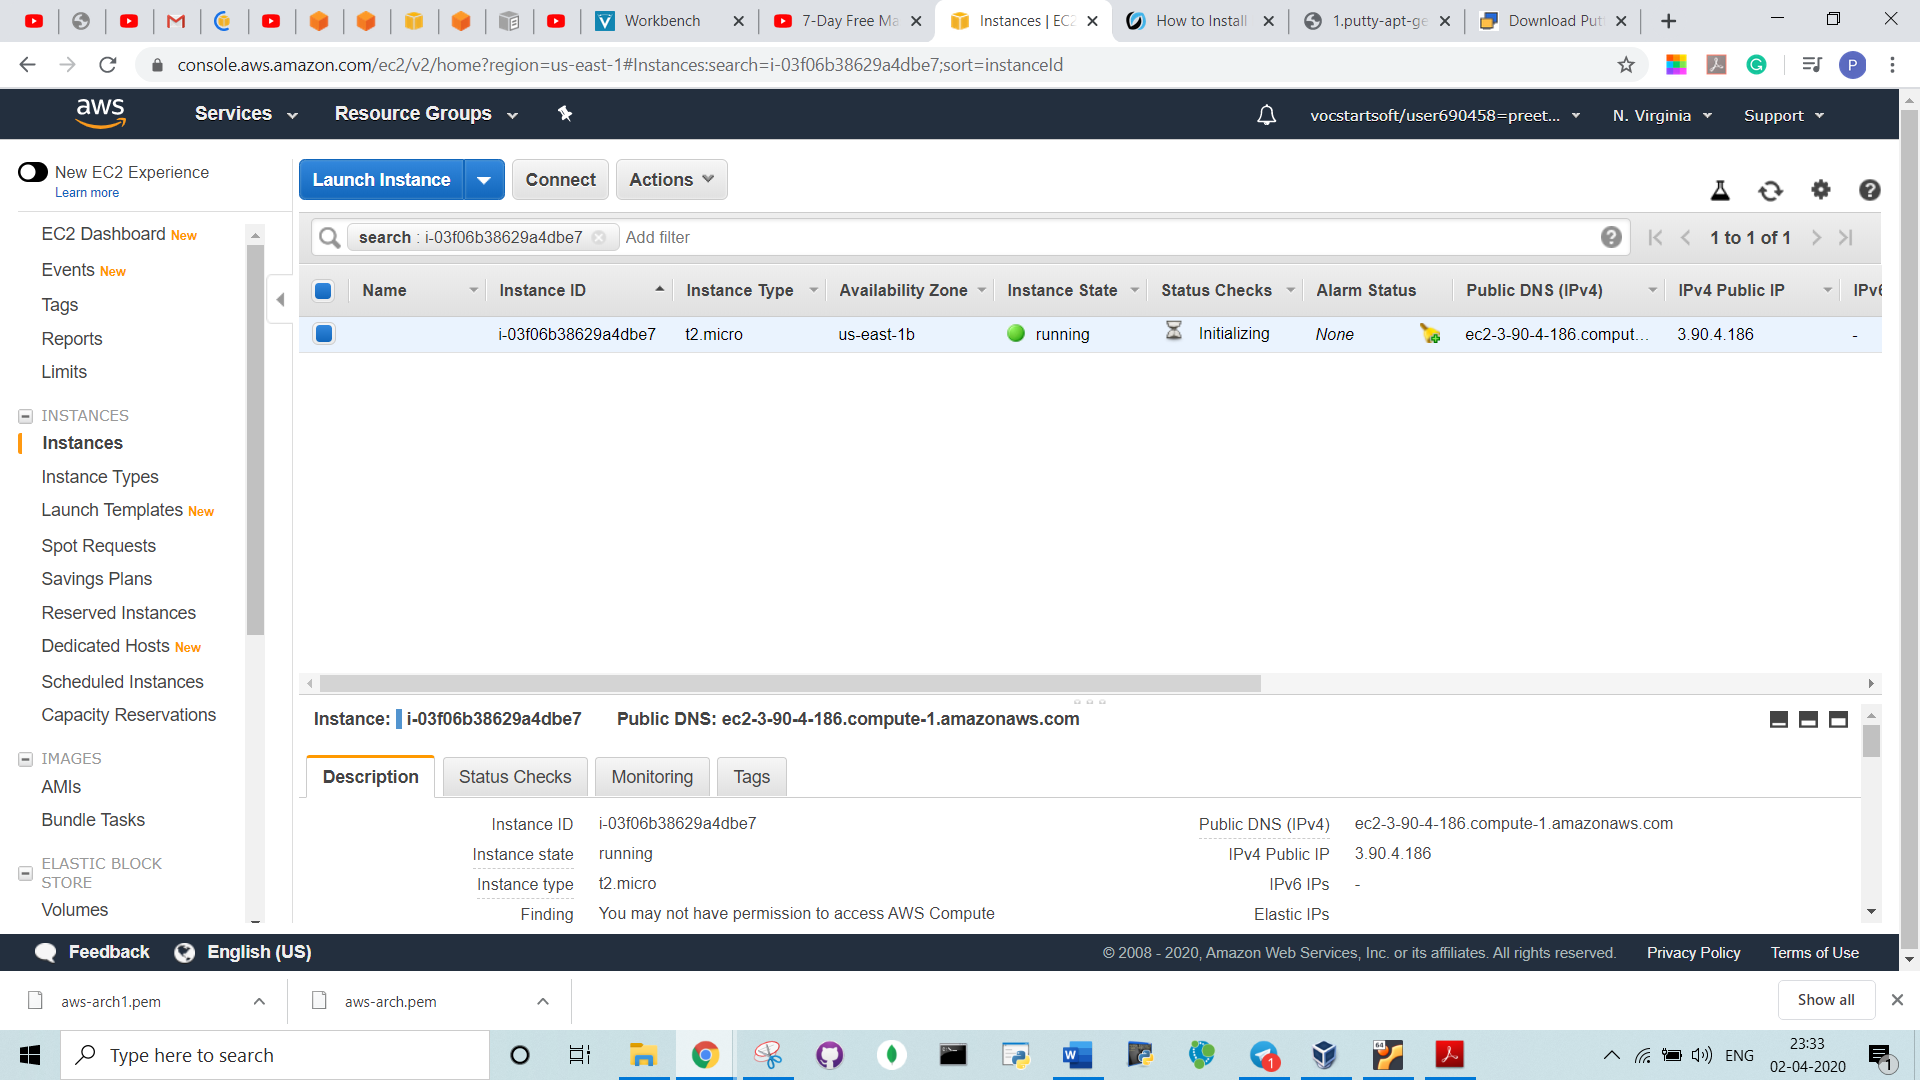 Workbench
7-Day Free Ma
Instances | EC2
How to Install
1.putty-apt-ge
Download Put
console.aws.amazon.com/ec2/v2/home?region=us-east-1#Instances:search=i-03f06b38629a4dbe7;sort=instanceId
P
aws
Services
Resource Groups
vocstartsoft/user690458=preet...
N. Virginia
Support
New EC2 Experience
Learn more
EC2 Dashboard New
Events New
Tags
Reports
Limits
INSTANCES
Instances
Instance Types
Launch Templates New
Spot Requests
Savings Plans
Reserved Instances
Dedicated Hosts New
Scheduled Instances
Capacity Reservations
IMAGES
AMIs
Bundle Tasks
ELASTIC BLOCK
STORE
Volumes
Launch Instance
Connect
Actions
search : i-03f06b38629a4dbe7
Add filter
1 to 1 of 1
Name Instance ID Instance Type Availability Zone Instance State Status Checks Alarm Status Public DNS (IPv4) IPv4 Public IP IPv6
i-03f06b38629a4dbe7 t2.micro us-east-1b running Initializing None ec2-3-90-4-186.comput... 3.90.4.186 -
Instance: i-03f06b38629a4dbe7 Public DNS: ec2-3-90-4-186.compute-1.amazonaws.com
Description
Status Checks
Monitoring
Tags
Instance ID i-03f06b38629a4dbe7
Instance state running
Instance type t2.micro
Finding You may not have permission to access AWS Compute
Public DNS (IPv4) ec2-3-90-4-186.compute-1.amazonaws.com
IPv4 Public IP 3.90.4.186
IPv6 IPs -
Elastic IPs
Feedback
English (US)
© 2008 - 2020, Amazon Web Services, Inc. or its affiliates. All rights reserved.
Privacy Policy
Terms of Use
aws-arch1.pem
aws-arch.pem
Show all
Type here to search
1
64
ENG
23:33
02-04-2020
1